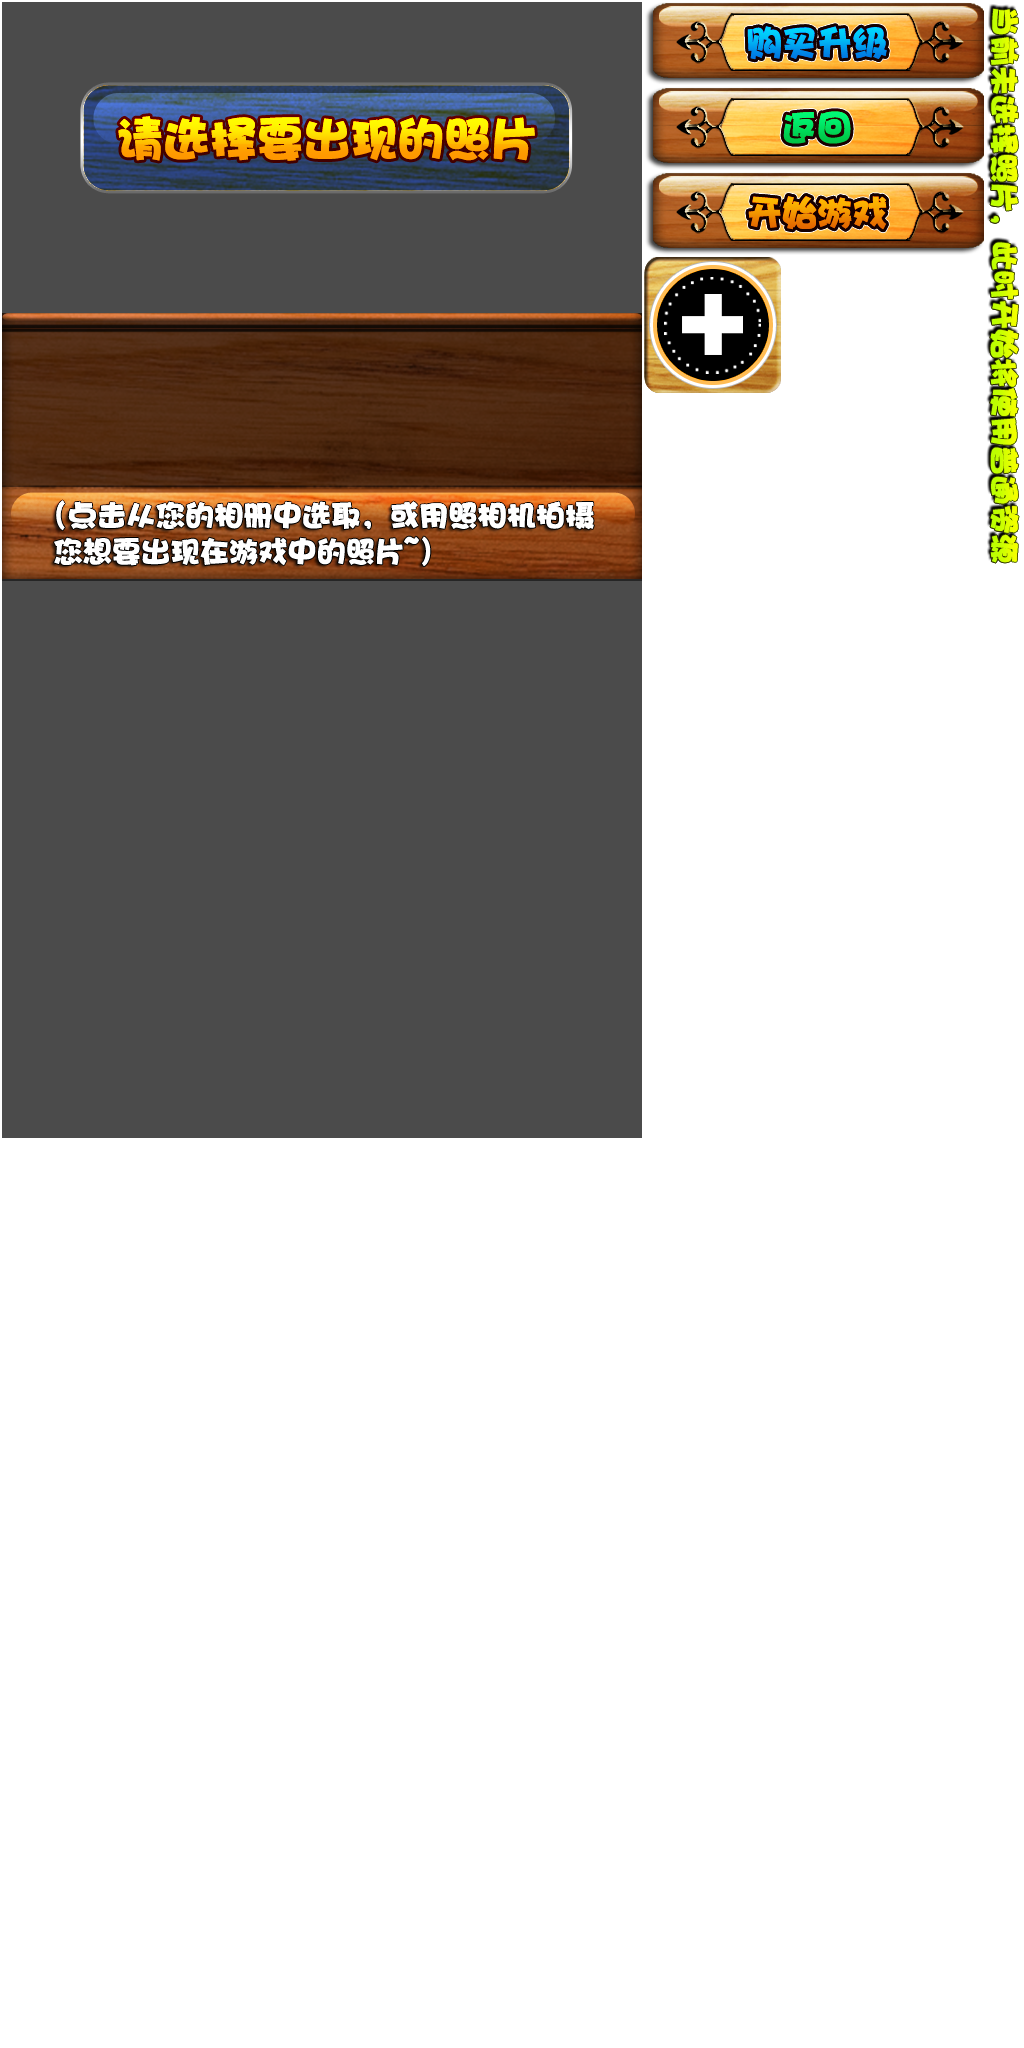 请选择要出现的照片
(点击从您的相册中选取，或用照相机拍摄
您想要出现在游戏中的照片~)
购买升级
返回
开始游戏
当前未选择照片，此时开始将使用普通资源